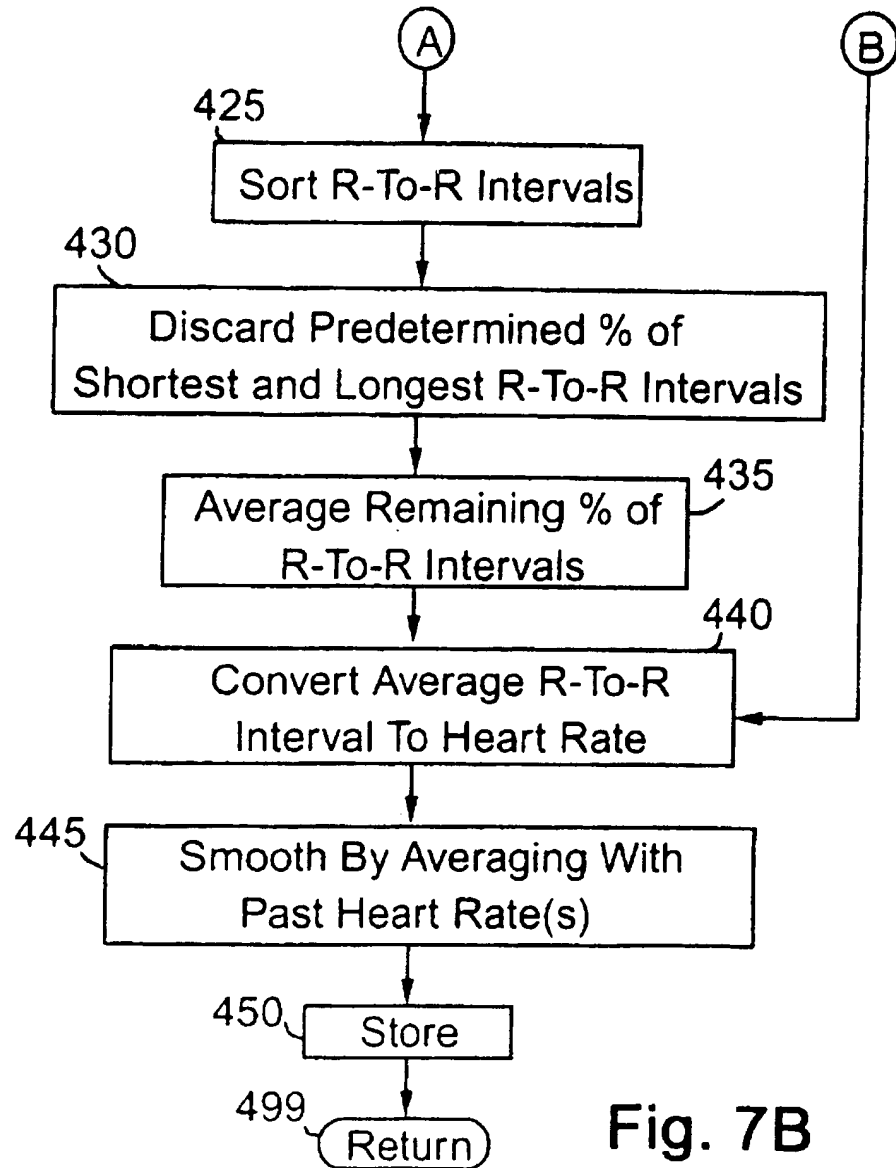 A
B
425
Sort R-To-R Intervals
430
Discard Predetermined % of
Shortest and Longest R-To-R Intervals
435
Average Remaining % of
R-To-R Intervals
440
Convert Average R-To-R
Interval To Heart Rate
445
Smooth By Averaging With
Past Heart Rate(s)
450
Store
499
Return
Fig. 7B